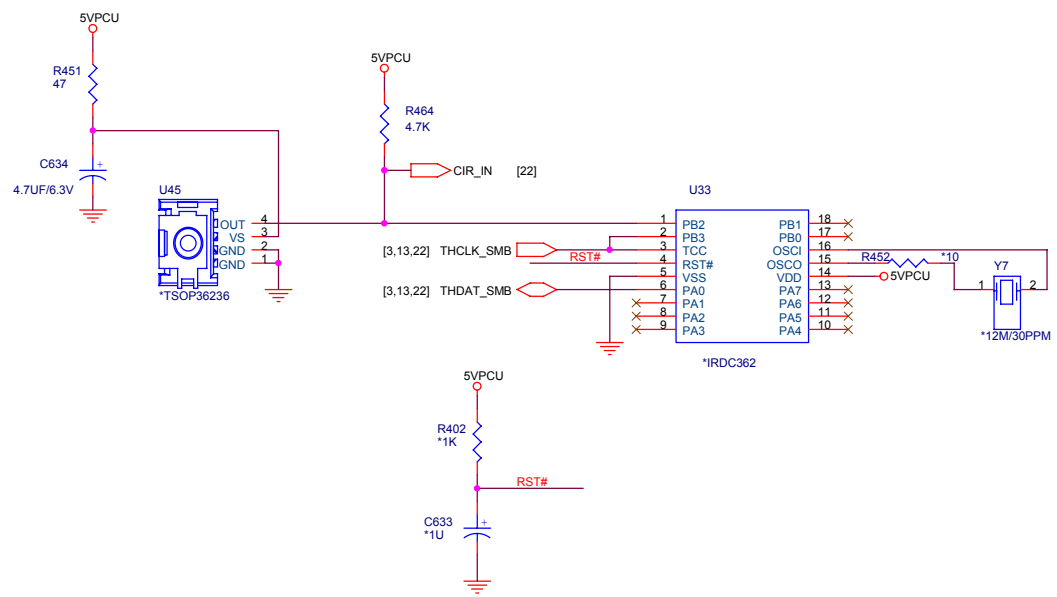 5VPCU
R451
47
C634
4.7UF/6.3V
5VPCU
R464
4.7K
CIR_IN [22]
U45
OUT 4
VS 3
GND 2
GND 1
*TSOP36236
U33
1 PB2
2 PB3
3 TCC
4 RST#
5 VSS
6 PA0
7 PA1
8 PA2
9 PA3
PB1 18
PB0 17
OSCI 16
OSCO 15
VDD 14
PA7 13
PA6 12
PA5 11
PA4 10
*IRDC362
[3,13,22] THCLK_SMB
RST#
[3,13,22] THDAT_SMB
R452 *10
5VPCU
Y7
1 2
*12M/30PPM
5VPCU
R402
*1K
RST#
C633
*1U